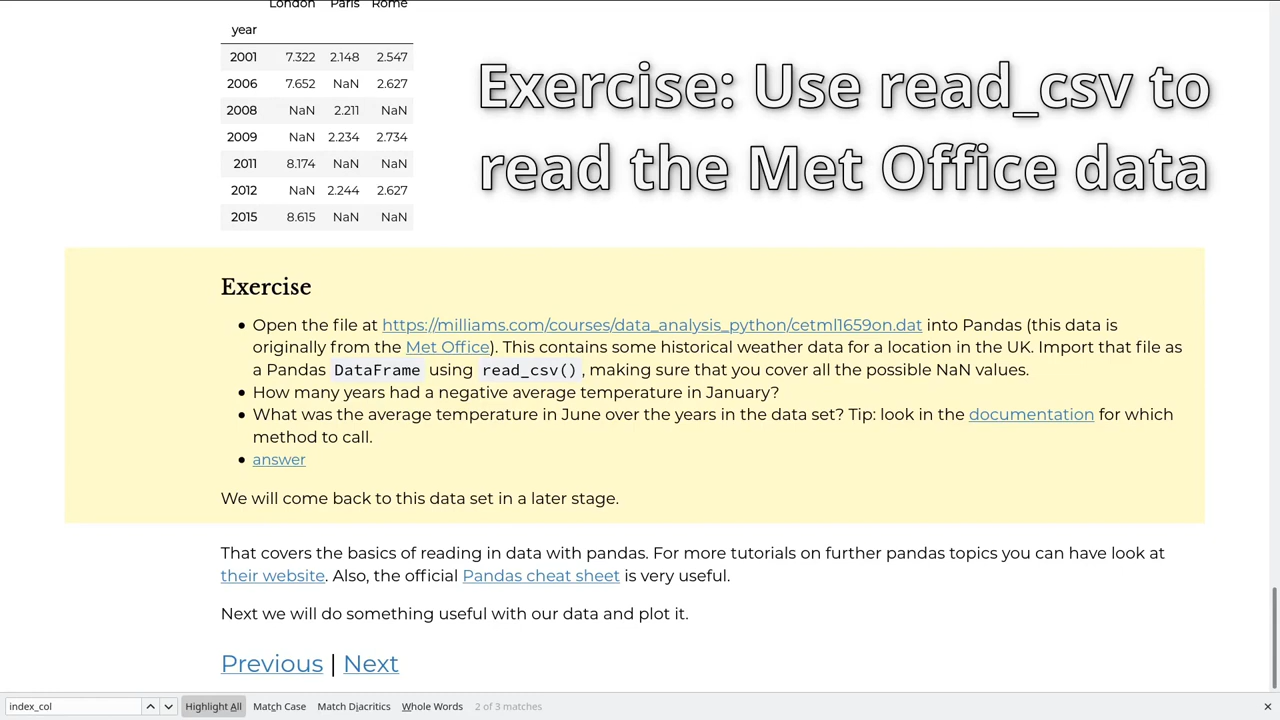 London Paris Rome
year
2001 7.322 2.148 2.547
2006 7.652 NaN 2.627
2008 NaN 2.211 NaN
2009 NaN 2.234 2.734
2011 8.174 NaN NaN
2012 NaN 2.244 2.627
2015 8.615 NaN NaN
Exercise: Use read_csv to
read the Met Office data
Exercise
• Open the file at https://milliams.com/courses/data_analysis_python/cetml1659on.dat into Pandas (this data is
originally from the Met Office). This contains some historical weather data for a location in the UK. Import that file as
a Pandas DataFrame using read_csv(), making sure that you cover all the possible NaN values.
• How many years had a negative average temperature in January?
• What was the average temperature in June over the years in the data set? Tip: look in the documentation for which
method to call.
• answer
We will come back to this data set in a later stage.
That covers the basics of reading in data with pandas. For more tutorials on further pandas topics you can have look at
their website. Also, the official Pandas cheat sheet is very useful.
Next we will do something useful with our data and plot it.
Previous | Next
index_col Highlight All Match Case Match Diacritics Whole Words 2 of 3 matches